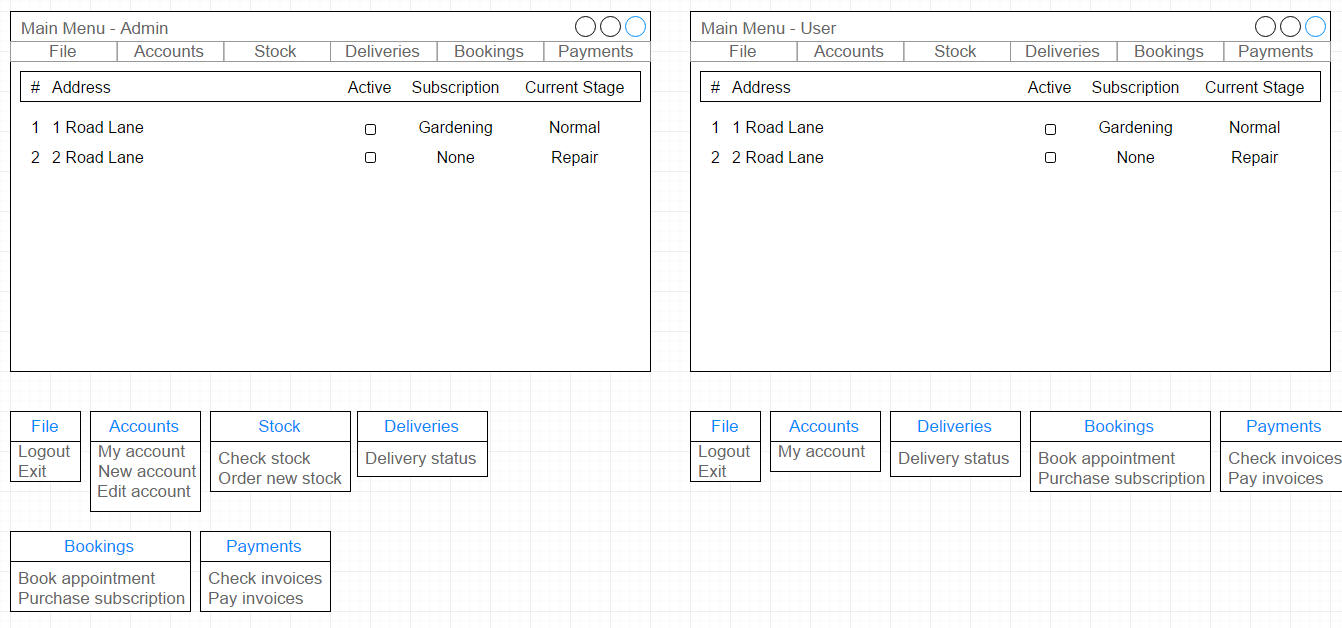 Main Menu - Admin
File Accounts Stock Deliveries Bookings Payments
# Address Active Subscription Current Stage
1 1 Road Lane Gardening Normal
2 2 Road Lane None Repair
Main Menu - User
File Accounts Stock Deliveries Bookings Payments
# Address Active Subscription Current Stage
1 1 Road Lane Gardening Normal
2 2 Road Lane None Repair
File
Logout
Exit
Accounts
My account
New account
Edit account
Stock
Check stock
Order new stock
Deliveries
Delivery status
Bookings
Book appointment
Purchase subscription
Payments
Check invoices
Pay invoices
File
Logout
Exit
Accounts
My account
Deliveries
Delivery status
Bookings
Book appointment
Purchase subscription
Payments
Check invoices
Pay invoices